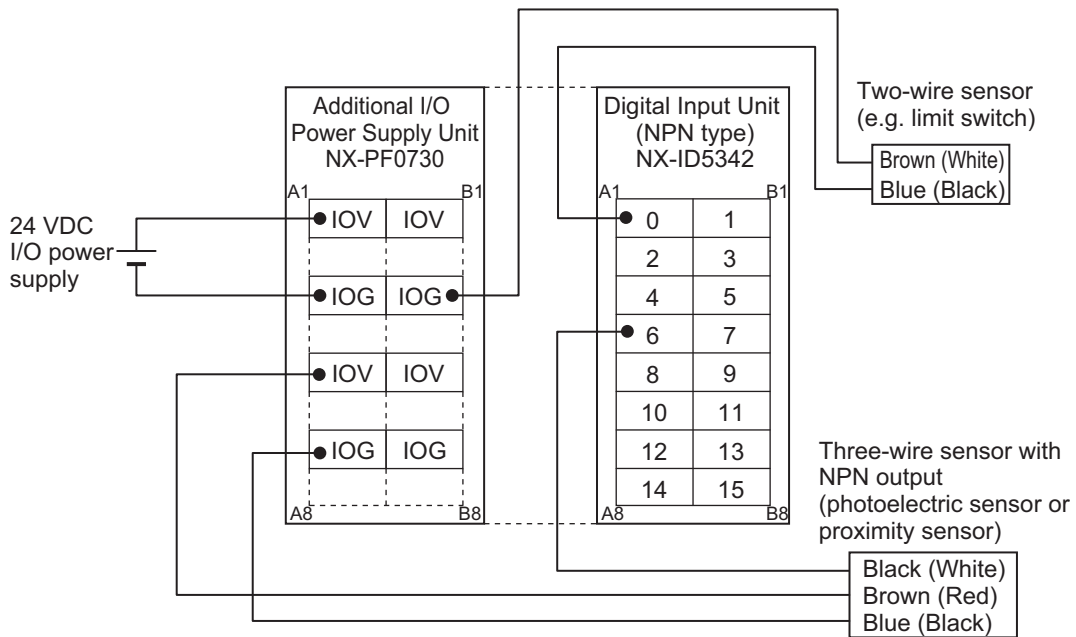 Additional I/O
Power Supply Unit
NX-PF0730
A1 B1
IOV IOV
IOG IOG
IOV IOV
IOG IOG
A8 B8
24 VDC
I/O power
supply
Digital Input Unit
(NPN type)
NX-ID5342
A1 B1
0 1
2 3
4 5
6 7
8 9
10 11
12 13
14 15
A8 B8
Two-wire sensor
(e.g. limit switch)
Brown (White)
Blue (Black)
Three-wire sensor with
NPN output
(photoelectric sensor or
proximity sensor)
Black (White)
Brown (Red)
Blue (Black)